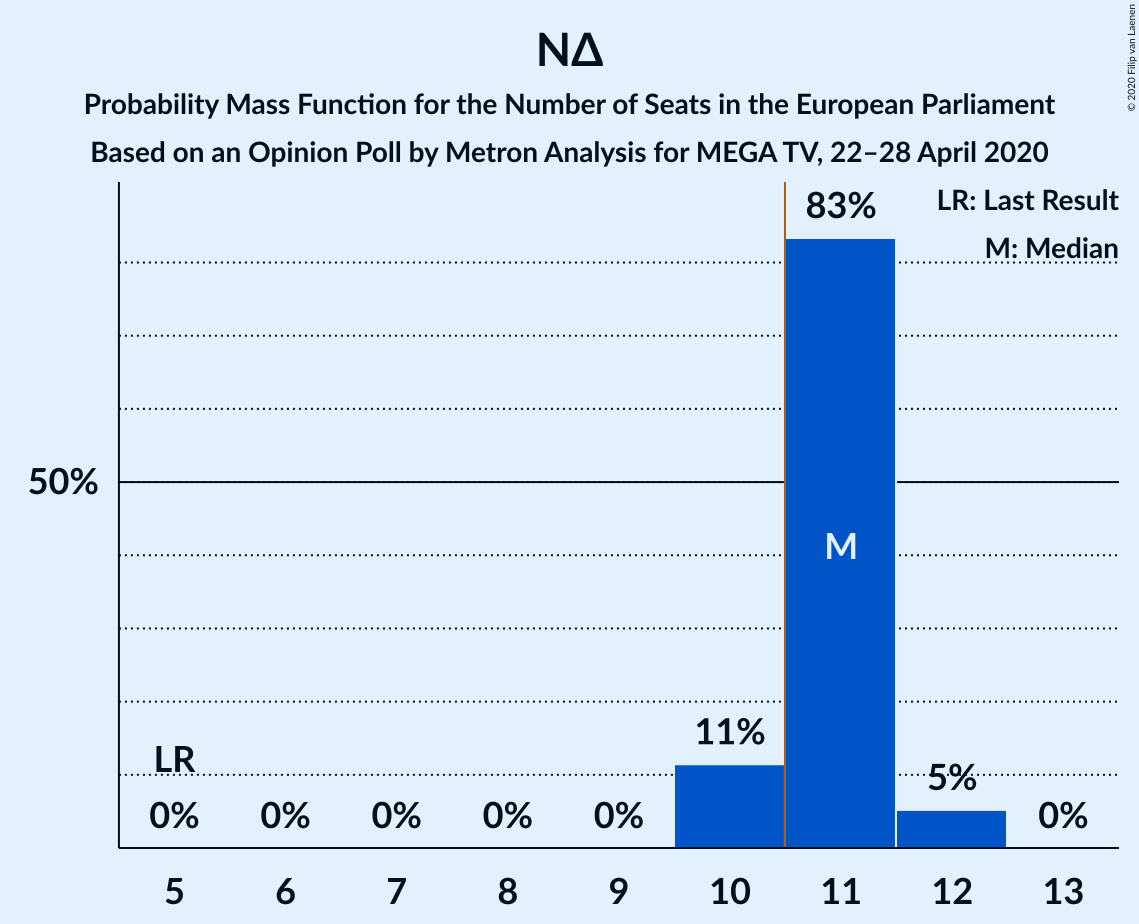 ΝΔ
Probability Mass Function for the Number of Seats in the European Parliament
Based on an Opinion Poll by Metron Analysis for MEGA TV, 22–28 April 2020
© 2020 Filip van Laenen
LR: Last Result
M: Median
83%
50%
M
11%
LR
5%
0% 0% 0% 0% 0% 0%
5 6 7 8 9 10 11 12 13